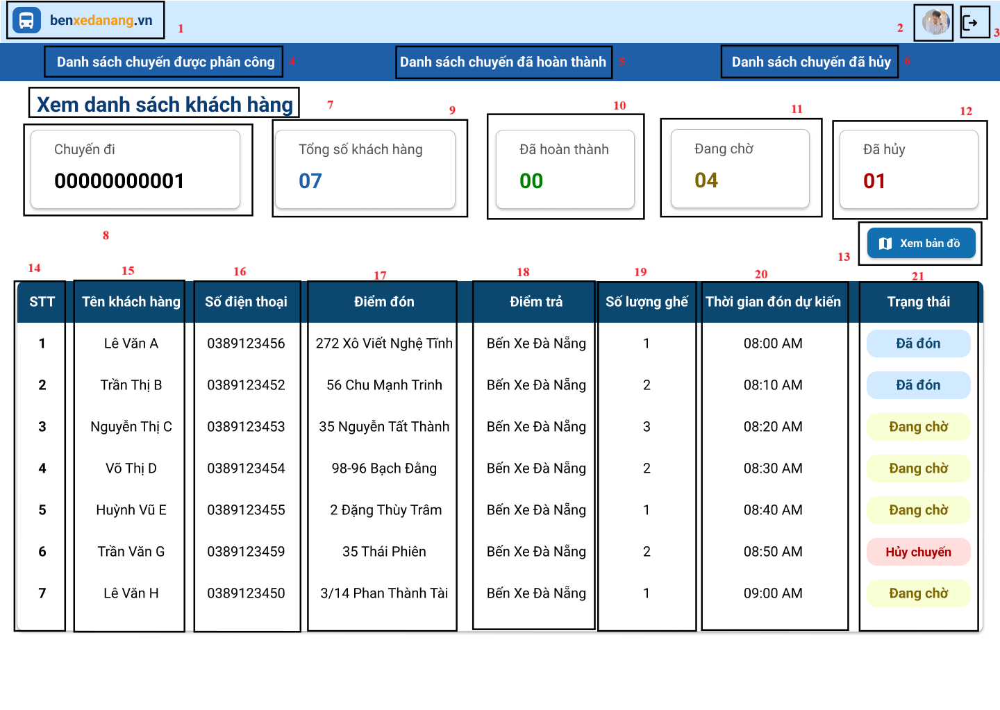 benxedanang.vn
1
2
3
Danh sách chuyến được phân công
4
Danh sách chuyến đã hoàn thành
5
Danh sách chuyến đã hủy
6
Xem danh sách khách hàng
7
9
10
11
12
Chuyến đi
00000000001
Tổng số khách hàng
07
Đã hoàn thành
00
Đang chờ
04
Đã hủy
01
8
13
Xem bản đồ
14 15 16 17 18 19 20 21
STT Tên khách hàng Số điện thoại Điểm đón Điểm trả Số lượng ghế Thời gian đón dự kiến Trạng thái
1 Lê Văn A 0389123456 272 Xô Viết Nghệ Tĩnh Bến Xe Đà Nẵng 1 08:00 AM Đã đón
2 Trần Thị B 0389123452 56 Chu Mạnh Trinh Bến Xe Đà Nẵng 2 08:10 AM Đã đón
3 Nguyễn Thị C 0389123453 35 Nguyễn Tất Thành Bến Xe Đà Nẵng 3 08:20 AM Đang chờ
4 Võ Thị D 0389123454 98-96 Bạch Đằng Bến Xe Đà Nẵng 2 08:30 AM Đang chờ
5 Huỳnh Vũ E 0389123455 2 Đặng Thùy Trâm Bến Xe Đà Nẵng 1 08:40 AM Đang chờ
6 Trần Văn G 0389123459 35 Thái Phiên Bến Xe Đà Nẵng 2 08:50 AM Hủy chuyến
7 Lê Văn H 0389123450 3/14 Phan Thành Tài Bến Xe Đà Nẵng 1 09:00 AM Đang chờ